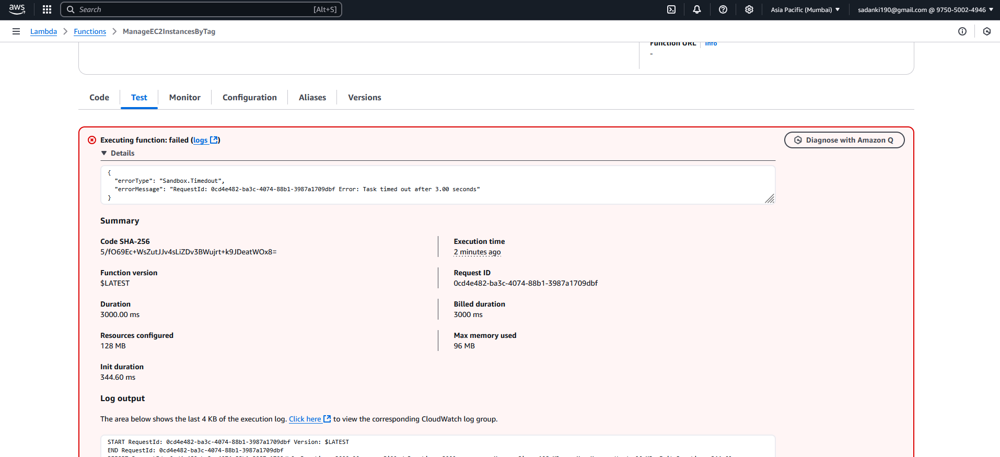 aws
Search
[Alt+S]
Asia Pacific (Mumbai)
sadanki190@gmail.com @ 9750-5002-4946
Lambda
Functions
ManageEC2InstancesByTag
Function URL
Info
-
Code
Test
Monitor
Configuration
Aliases
Versions
Executing function: failed (logs)
Diagnose with Amazon Q
Details
{
"errorType": "Sandbox.Timedout",
"errorMessage": "RequestId: 0cd4e482-ba3c-4074-88b1-3987a1709dbf Error: Task timed out after 3.00 seconds"
}
Summary
Code SHA-256
5/fO69Ec+WsZutJJv4sLiZDv3BWujrt+k9JDeatWOx8=
Execution time
2 minutes ago
Function version
$LATEST
Request ID
0cd4e482-ba3c-4074-88b1-3987a1709dbf
Duration
3000.00 ms
Billed duration
3000 ms
Resources configured
128 MB
Max memory used
96 MB
Init duration
344.60 ms
Log output
The area below shows the last 4 KB of the execution log. Click here to view the corresponding CloudWatch log group.
START RequestId: 0cd4e482-ba3c-4074-88b1-3987a1709dbf Version: $LATEST
END RequestId: 0cd4e482-ba3c-4074-88b1-3987a1709dbf